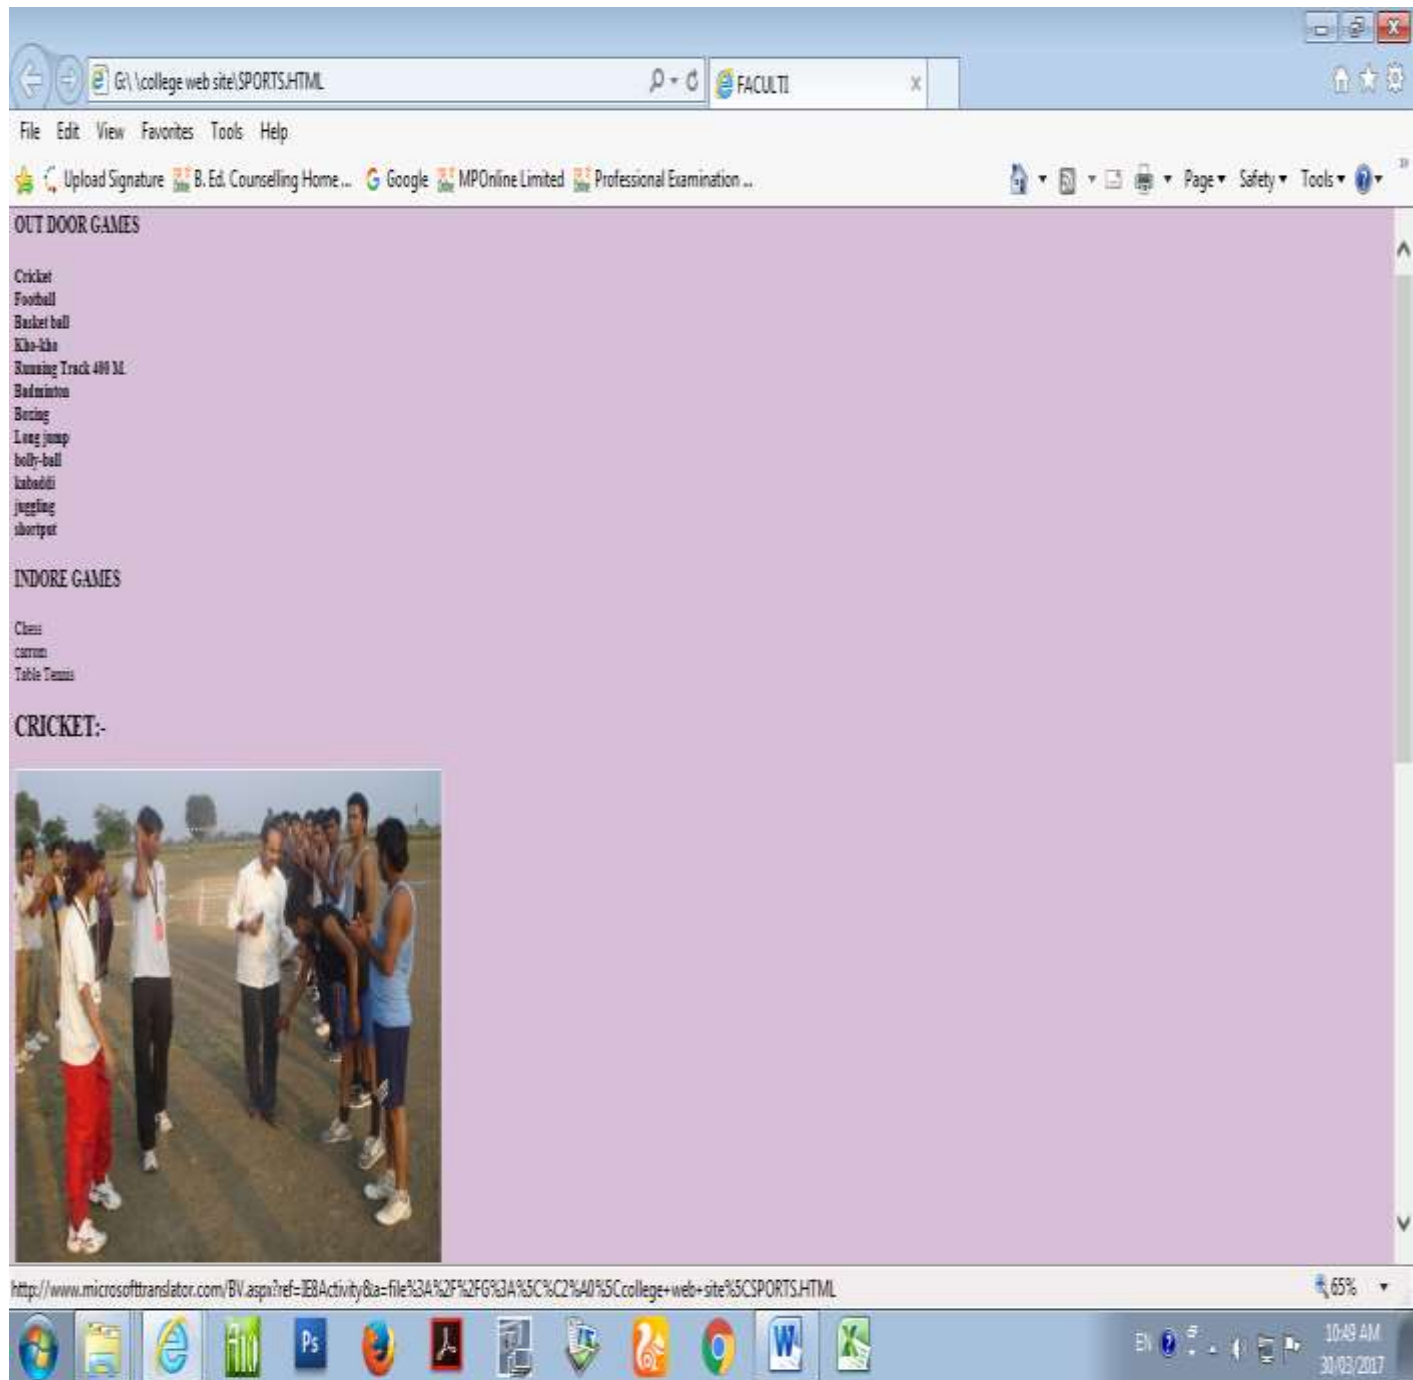 G:\ \college web site\SPORTS.HTML
FACULTI
File Edit View Favorites Tools Help
Upload Signature B. Ed. Counselling Home ... Google MPOnline Limited Professional Examination ...
Page Safety Tools
OUT DOOR GAMES
Cricket
Football
Basket ball
Kho-kho
Running Track 400 M.
Badminton
Boxing
Long jump
bolly-ball
kabaddi
juggling
shortput
INDORE GAMES
Chess
carrom
Table Tennis
CRICKET:-
http://www.microsofttranslator.com/BV.aspx?ref=IE8Activity&a=file%3A%2F%2FG%3A%5C%C2%A0%5Ccollege+web+site%5CSPORTS.HTML
65%
Ps
EN
10:49 AM
30/03/2017